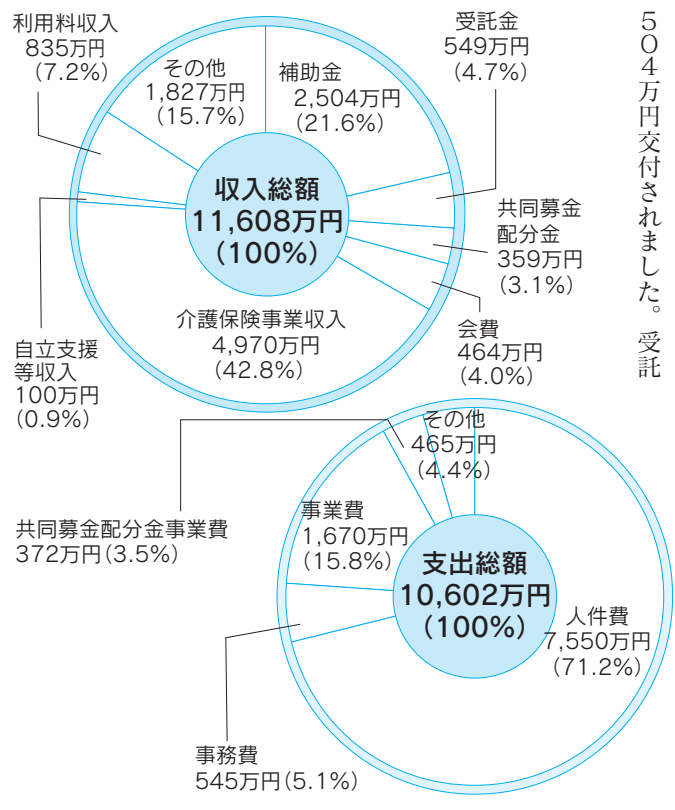 利用料収入
835万円
(7.2%)
その他
1,827万円
(15.7%)
補助金
2,504万円
(21.6%)
受託金
549万円
(4.7%)
共同募金
配分金
359万円
(3.1%)
会費
464万円
(4.0%)
収入総額
11,608万円
(100%)
介護保険事業収入
4,970万円
(42.8%)
自立支援
等収入
100万円
(0.9%)
504万円交付されました。受託
その他
465万円
(4.4%)
共同募金配分金事業費
372万円(3.5%)
事業費
1,670万円
(15.8%)
支出総額
10,602万円
(100%)
人件費
7,550万円
(71.2%)
事務費
545万円(5.1%)